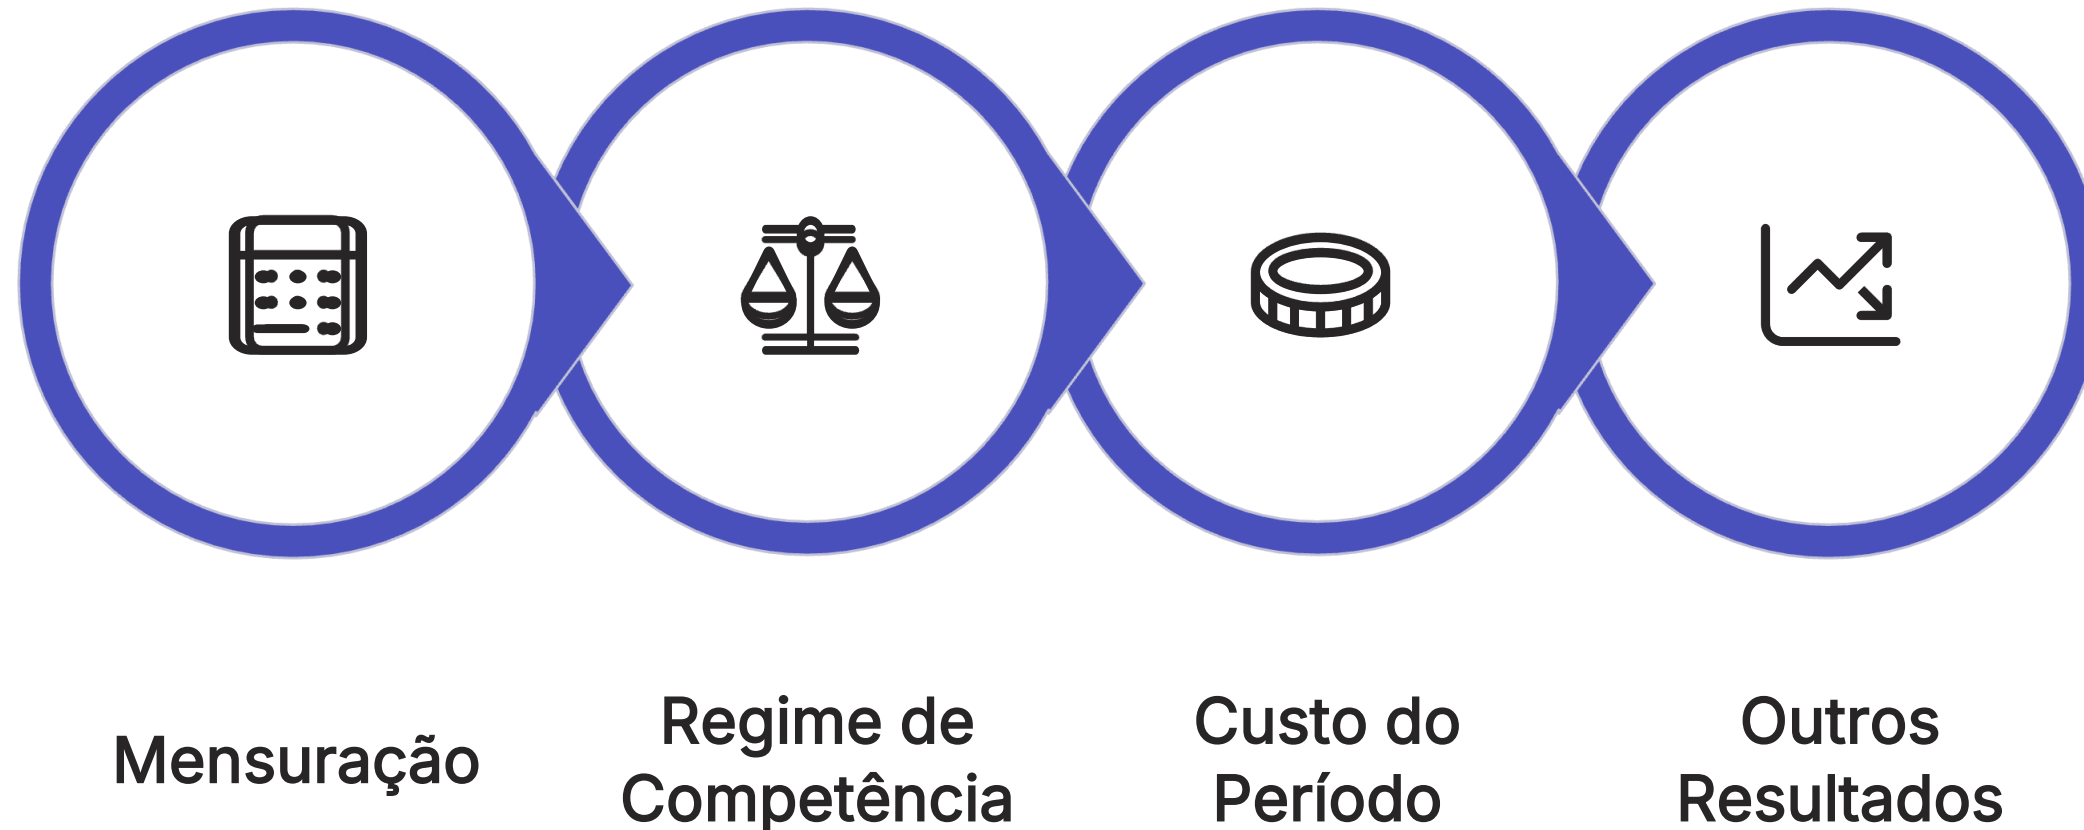 Mensuração
Regime de
Competência
Custo do
Período
Outros
Resultados